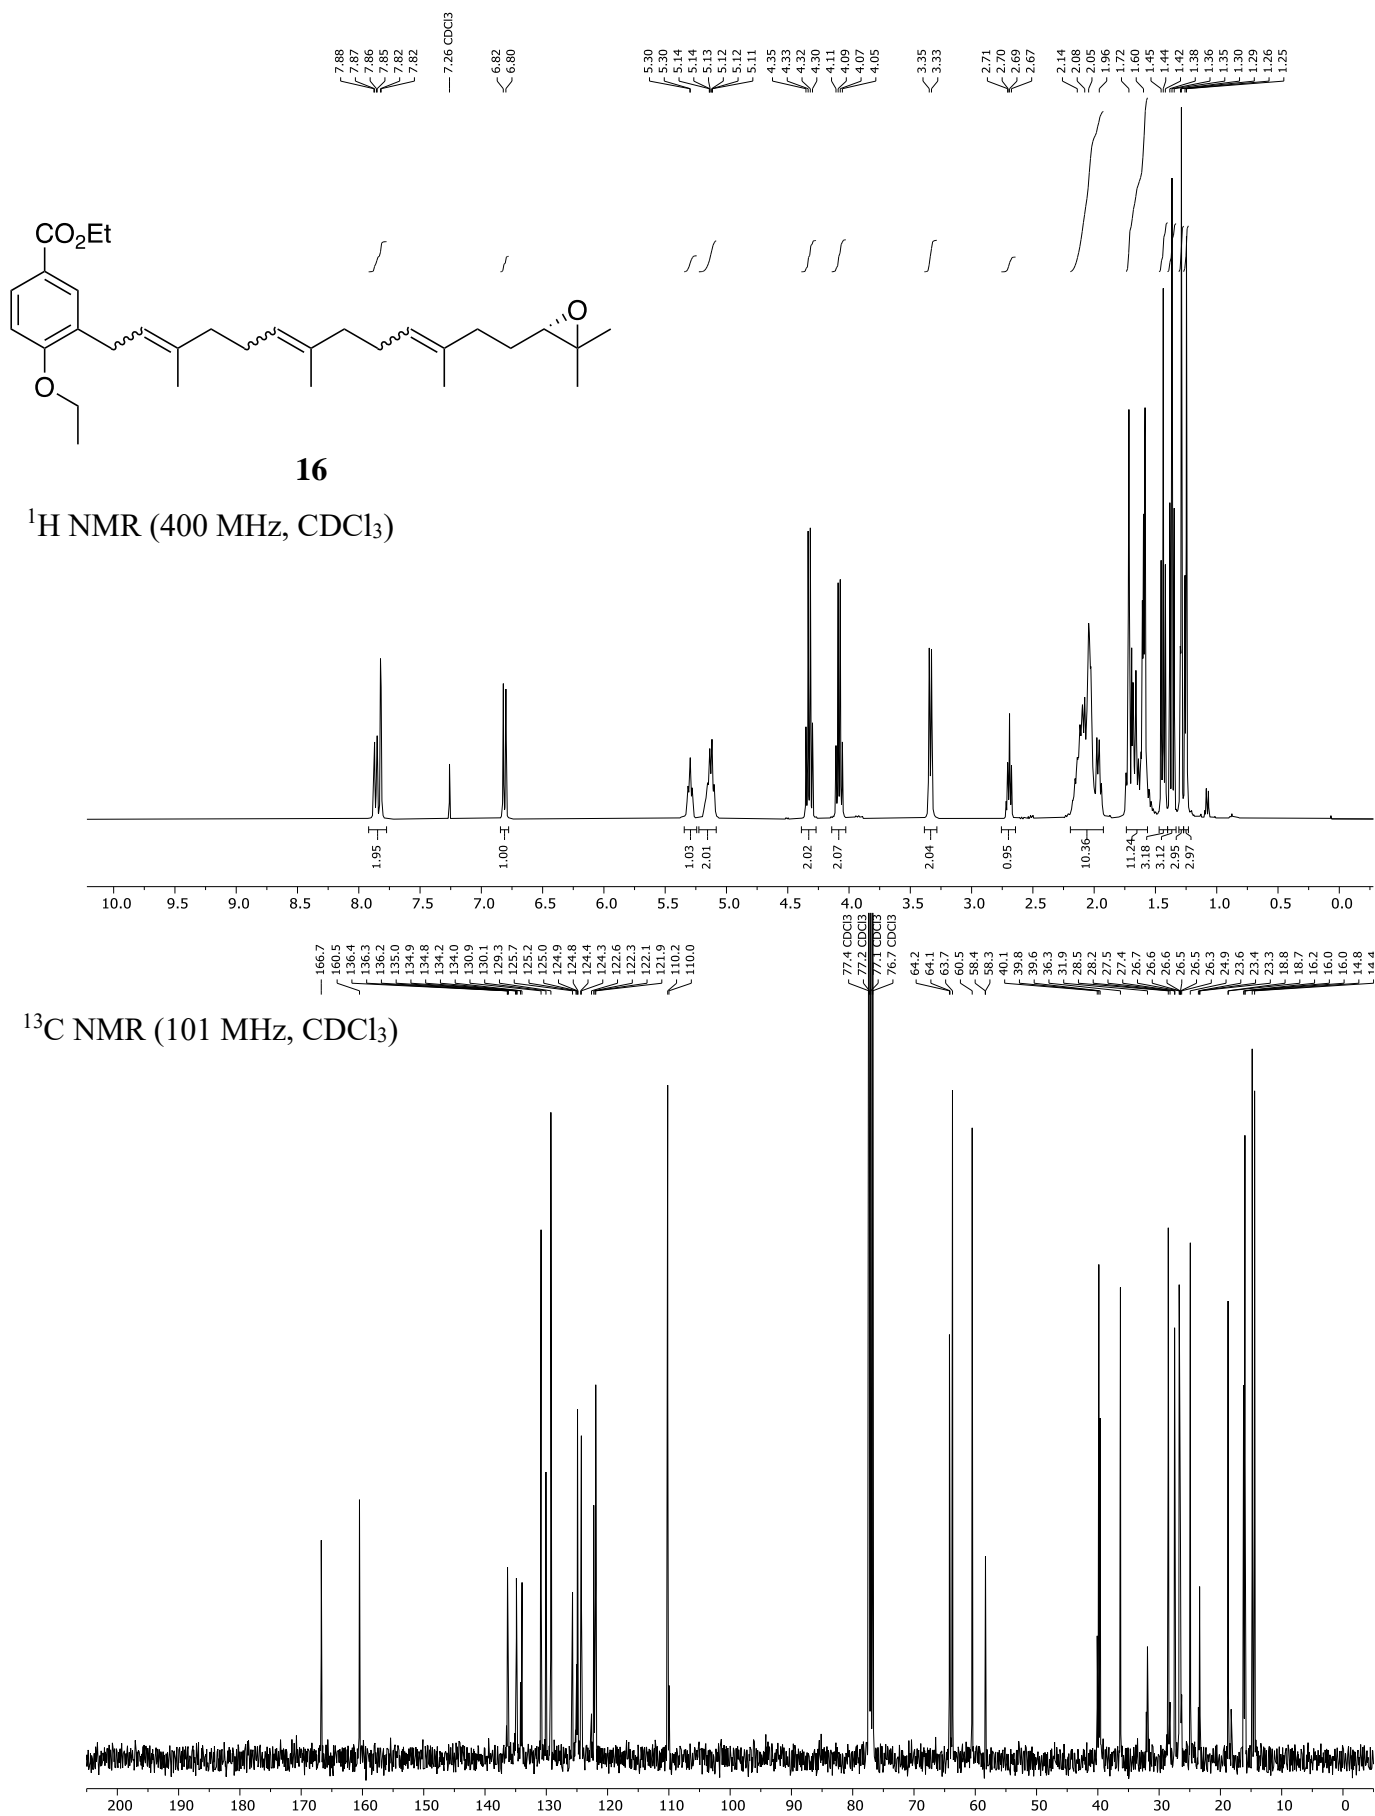 7.88 7.87 7.86 7.85 7.82 7.82 7.26 CDCl3 6.82 6.80 5.30 5.30 5.14 5.14 5.13 5.12 5.12 5.11 4.35 4.33 4.32 4.30 4.11 4.09 4.07 4.05 3.35 3.33 2.71 2.70 2.69 2.67 2.14 2.08 2.05 1.96 1.72 1.60 1.45 1.44 1.42 1.38 1.36 1.35 1.30 1.29 1.26 1.25
CO₂Et
O
O
16
¹H NMR (400 MHz, CDCl₃)
1.95 1.00 1.03 2.01 2.02 2.07 2.04 0.95 10.36 11.24 3.18 3.12 2.95 2.97
10.0 9.5 9.0 8.5 8.0 7.5 7.0 6.5 6.0 5.5 5.0 4.5 4.0 3.5 3.0 2.5 2.0 1.5 1.0 0.5 0.0
166.7 160.5 136.4 136.3 136.2 135.0 134.9 134.8 134.2 134.0 130.9 130.1 129.3 125.7 125.2 125.0 124.9 124.8 124.4 124.3 122.6 122.3 122.1 121.9 110.2 110.0 77.4 CDCl3 77.2 CDCl3 77.1 CDCl3 76.7 CDCl3 64.2 64.1 63.7 60.5 58.4 58.3 40.1 39.8 39.6 36.3 31.9 28.5 28.2 27.5 27.4 26.7 26.6 26.6 26.5 26.5 26.3 24.9 23.6 23.4 23.3 18.8 18.7 16.2 16.0 16.0 14.8 14.4
¹³C NMR (101 MHz, CDCl₃)
200 190 180 170 160 150 140 130 120 110 100 90 80 70 60 50 40 30 20 10 0